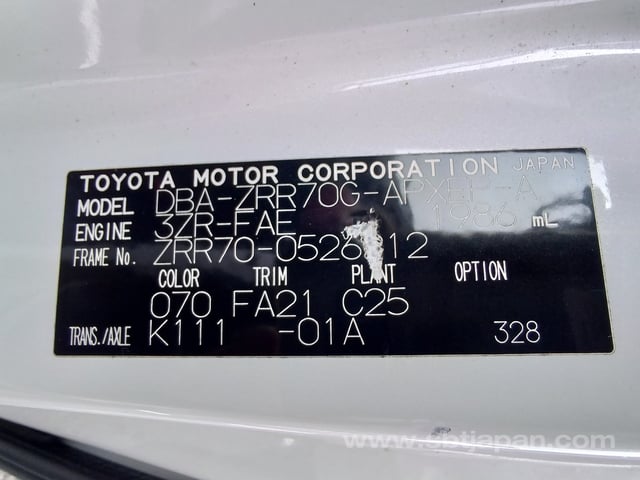 TOYOTA MOTOR CORPORATION JAPAN
MODEL DBA-ZRR70G-APXEP-A
ENGINE 3ZR-FAE 1986 mL
FRAME No.
COLOR TRIM PLANT OPTION
070 FA21 C25
TRANS./AXLE K111 -01A 328
www.sbtjapan.com